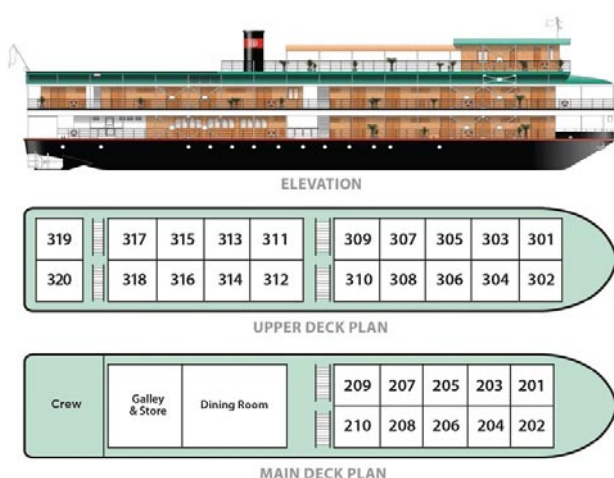 ELEVATION
319 317 315 313 311 309 307 305 303 301
320 318 316 314 312 310 308 306 304 302
UPPER DECK PLAN
209 207 205 203 201
Crew
Galley
& Store
Dining Room
210 208 206 204 202
MAIN DECK PLAN